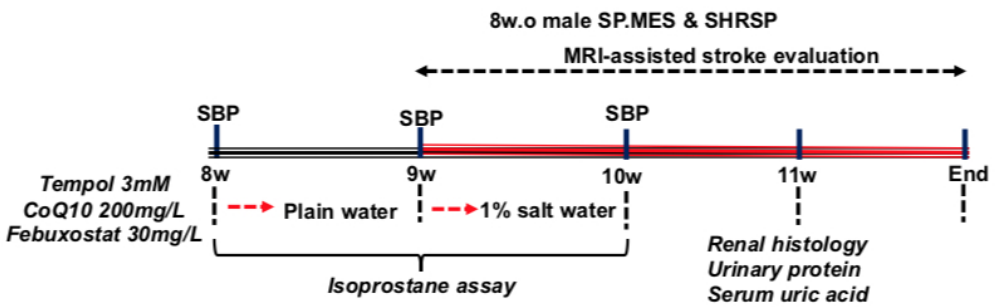 8w.o male SP.MES & SHRSP
MRI-assisted stroke evaluation
SBP SBP SBP
8w 9w 10w 11w End
Tempol 3mM
CoQ10 200mg/L
Febuxostat 30mg/L
Plain water 1% salt water
Isoprostane assay
Renal histology
Urinary protein
Serum uric acid